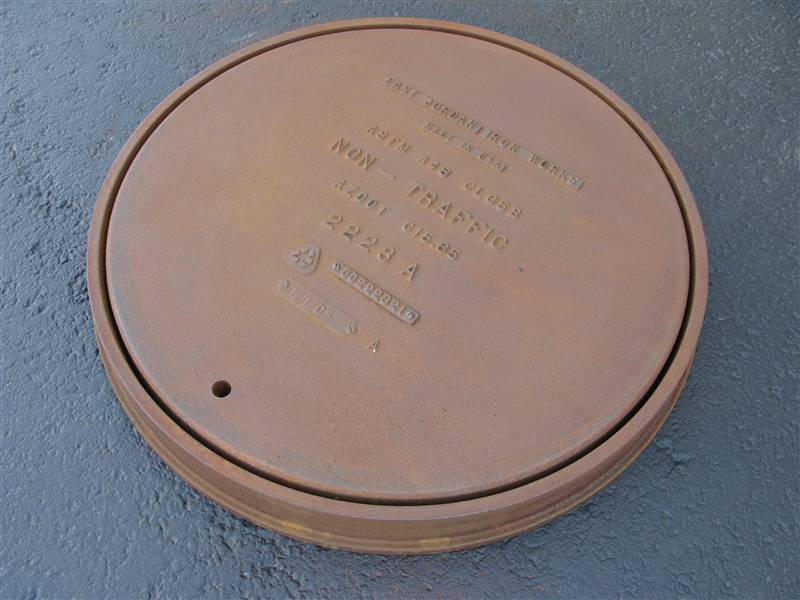 EAST JORDAN IRON WORKS
MADE IN USA
ASTM A48 CL35B
NON-TRAFFIC
AZDOT C15.65
2228 A
A